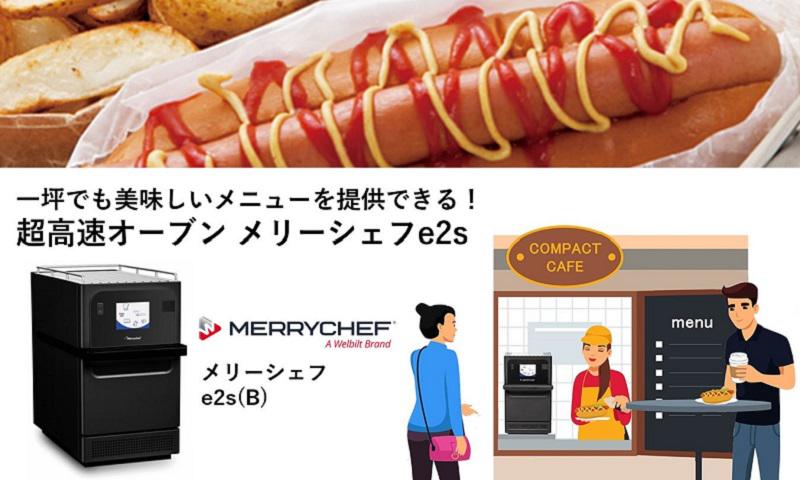 一坪でも美味しいメニューを提供できる！
超高速オーブン メリーシェフe2s
MERRYCHEF
A Welbilt Brand
メリーシェフ
e2s(B)
COMPACT
CAFE
menu